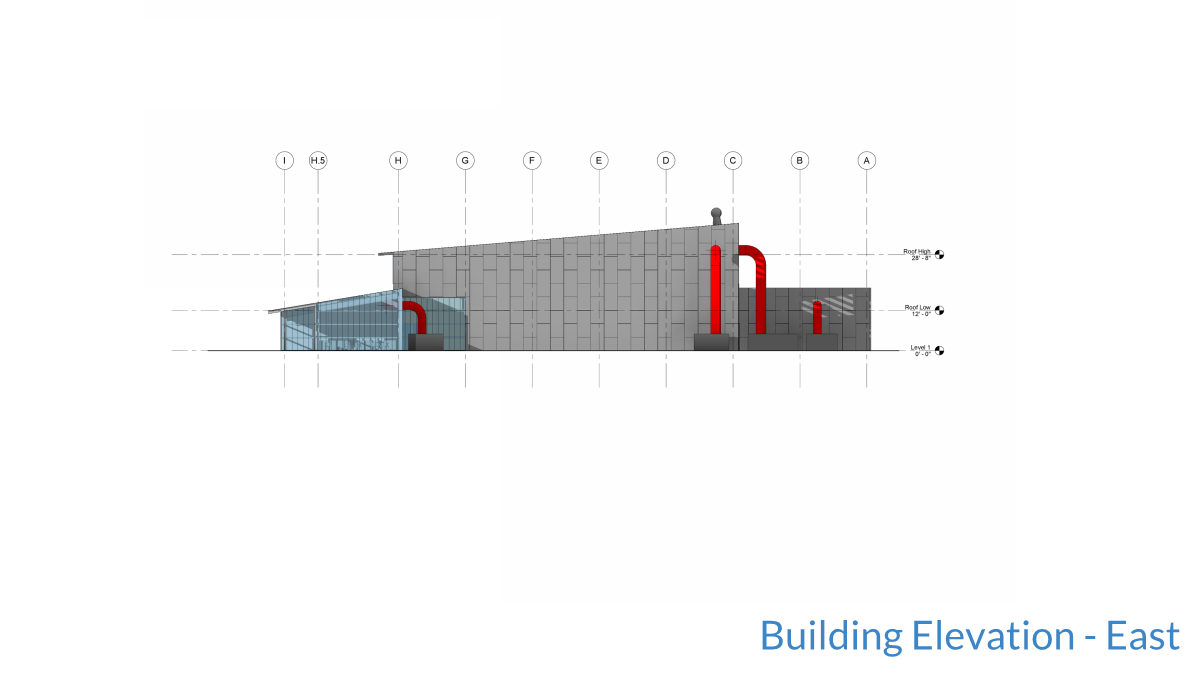 I H.5 H G F E D C B A
Roof High
28' - 8"
Roof Low
12' - 0"
Level 1
0' - 0"
Building Elevation - East